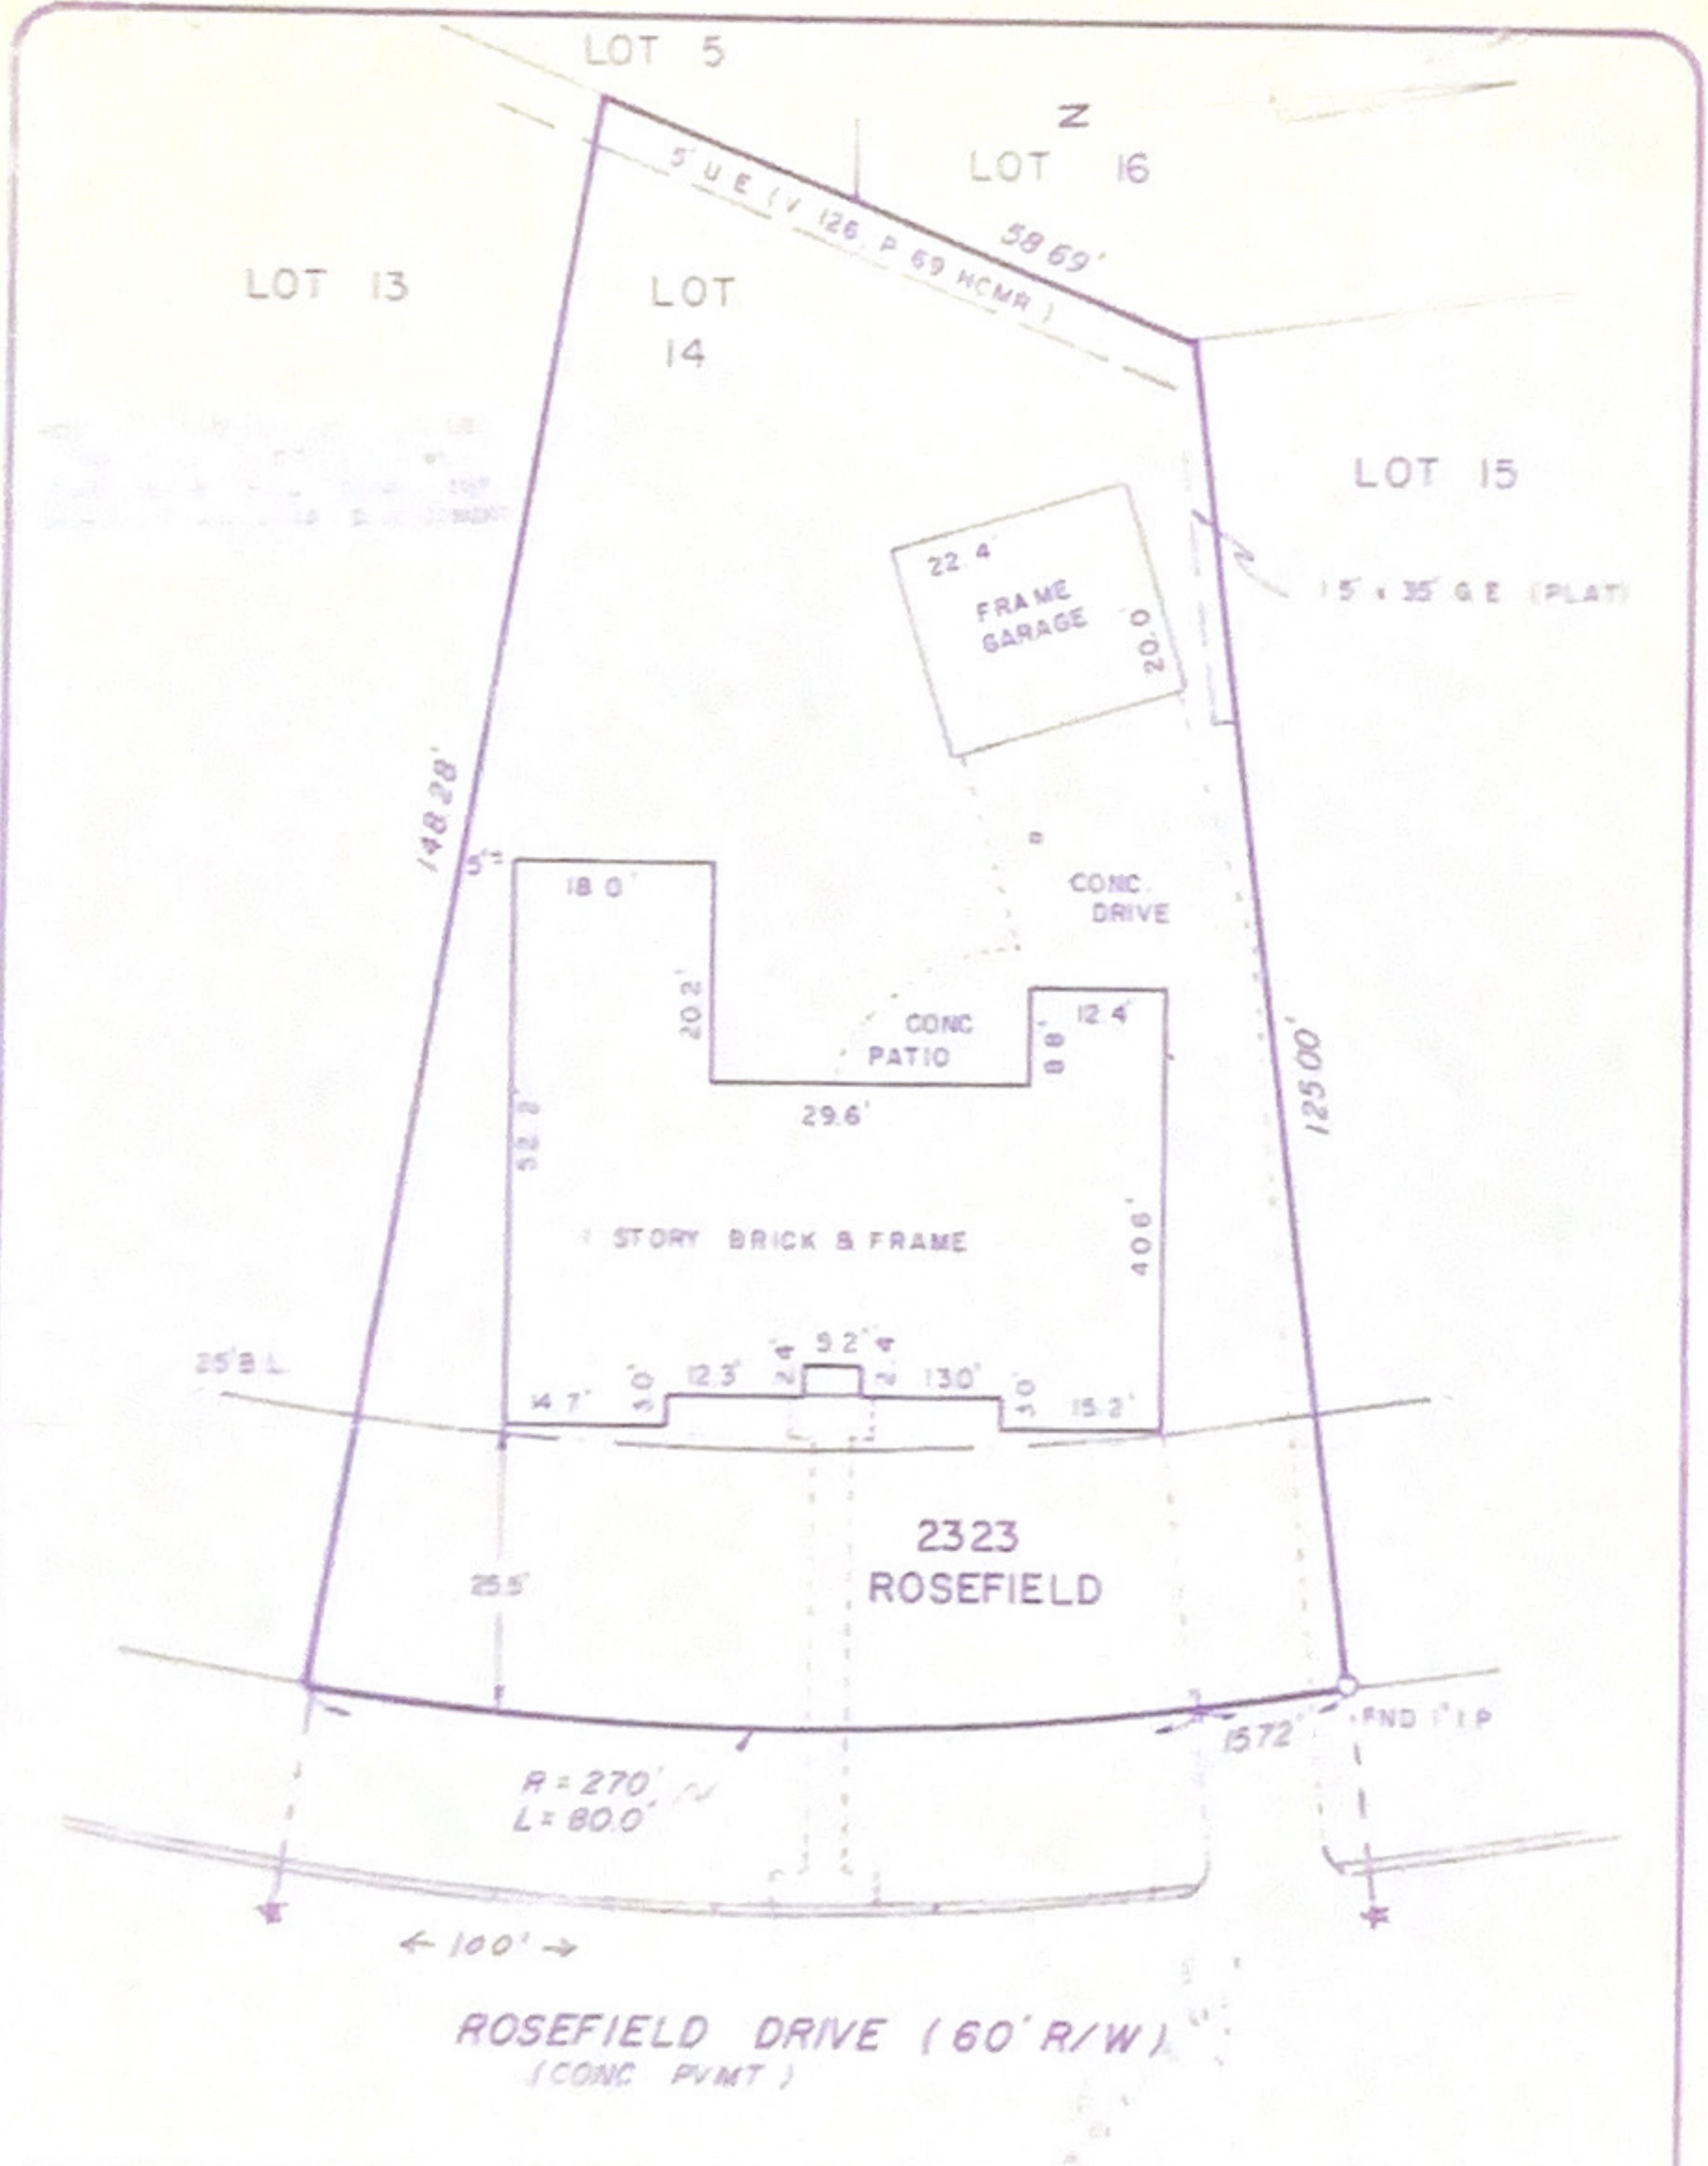 LOT 5
N
LOT 16
5' U E (V 126, P 69 HCMR)
58 69'
LOT 13
LOT
14
LOT 15
22.4'
FRAME
GARAGE
20.0'
15' x 35' G E (PLAT)
148.28'
5'±
18 0'
CONC.
DRIVE
20 2'
CONC
PATIO
12.4'
8 8'
29.6'
52.2'
125 00'
STORY BRICK & FRAME
40 6'
25' B L
14 7'
3 0'
12.3'
2.4'
9.2'
2.4'
13.0'
3 0'
15.2'
2323
ROSEFIELD
25.5'
15 72'
FND 1" I P
R = 270'
L = 80.0'
← 100' →
ROSEFIELD DRIVE (60' R/W)
(CONC PVMT)